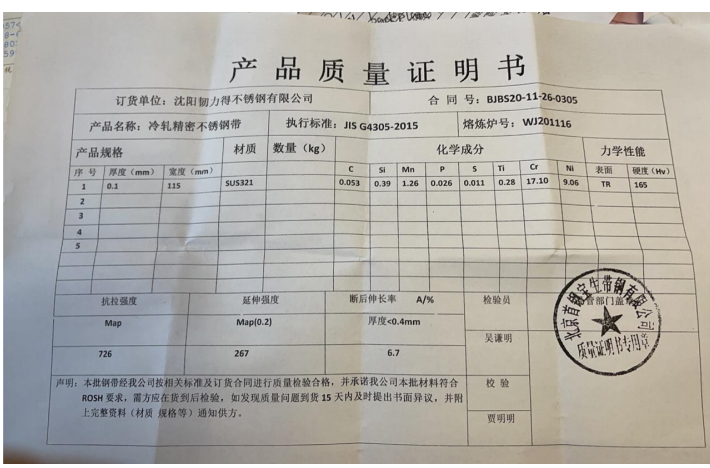 产品质量证明书
订货单位：沈阳韧力得不锈钢有限公司 合同号：BJBS20-11-26-0305
产品名称：冷轧精密不锈钢带 执行标准：JIS G4305-2015 熔炼炉号：WJ201116
产品规格 材质 数量（kg） 化学成分 力学性能
序号 厚度（mm） 宽度（mm） C Si Mn P S Ti Cr Ni 表面 硬度（Hv）
1 0.1 115 SUS321 0.053 0.39 1.26 0.026 0.011 0.28 17.10 9.06 TR 165
2
3
4
5
抗拉强度 延伸强度 断后伸长率 A/% 检验员 管部门盖
Map Map(0.2) 厚度<0.4mm
吴谦明
726 267 6.7
北京首钢宝生带钢有限公司
质量证明书专用章
声明：本批钢带经我公司按相关标准及订货合同进行质量检验合格，并承诺我公司本批材料符合 校验
ROSH 要求，需方应在货到后检验，如发现质量问题到货 15 天内及时提出书面异议，并附
上完整资料（材质 规格等）通知供方。 贾明明